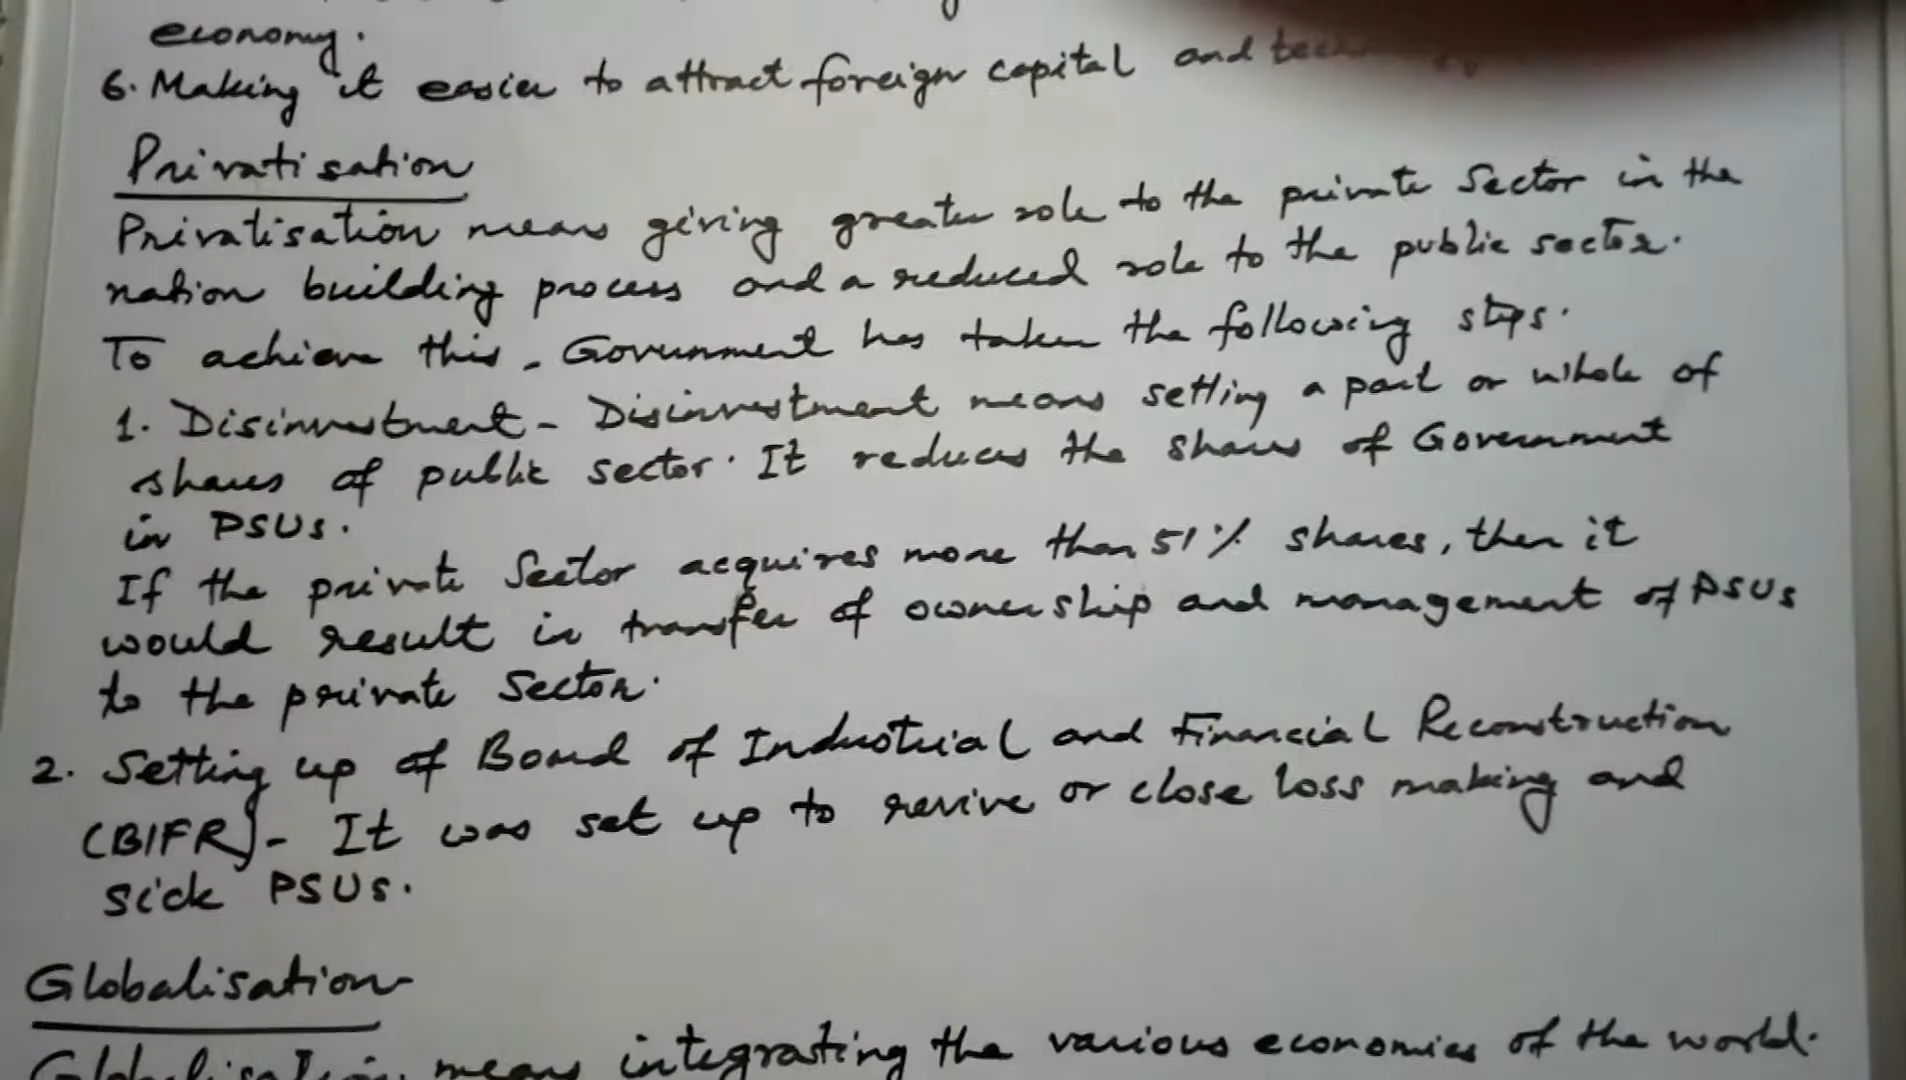 economy.
6. Making it easier to attract foreign capital and
Privatisation
Privatisation means giving greater role to the private Sector in the
nation building process and a reduced role to the public sector.
To achieve this, Government has taken the following steps.
1. Disinvestment - Disinvestment means selling a part or whole of
shares of public sector. It reduces the shares of Government
in PSUs.
If the private Sector acquires more than 51% shares, then it
would result in transfer of ownership and management of PSUs
to the private Sector.
2. Setting up of Board of Industrial and Financial Reconstruction
(BIFR) - It was set up to revive or close loss making and
sick PSUs.
Globalisation
Globalisation means integrating the various economies of the world.